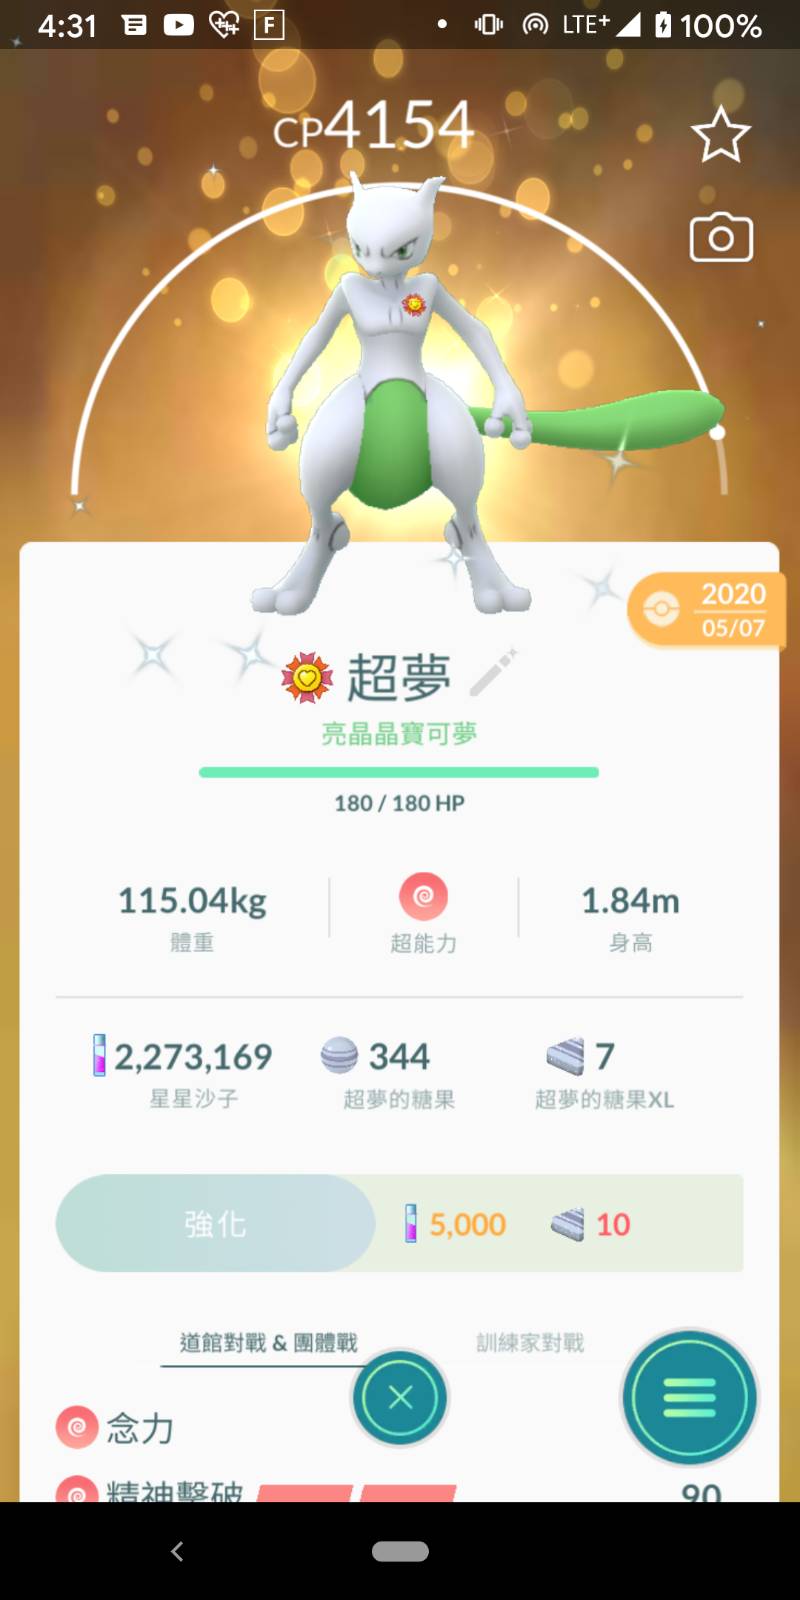 4:31
F
LTE+
100%
CP4154
2020
05/07
超夢
亮晶晶寶可夢
180 / 180 HP
115.04kg
體重
超能力
1.84m
身高
2,273,169
星星沙子
344
超夢的糖果
7
超夢的糖果XL
強化
5,000
10
道館對戰 & 團體戰
訓練家對戰
念力
精神擊破
90